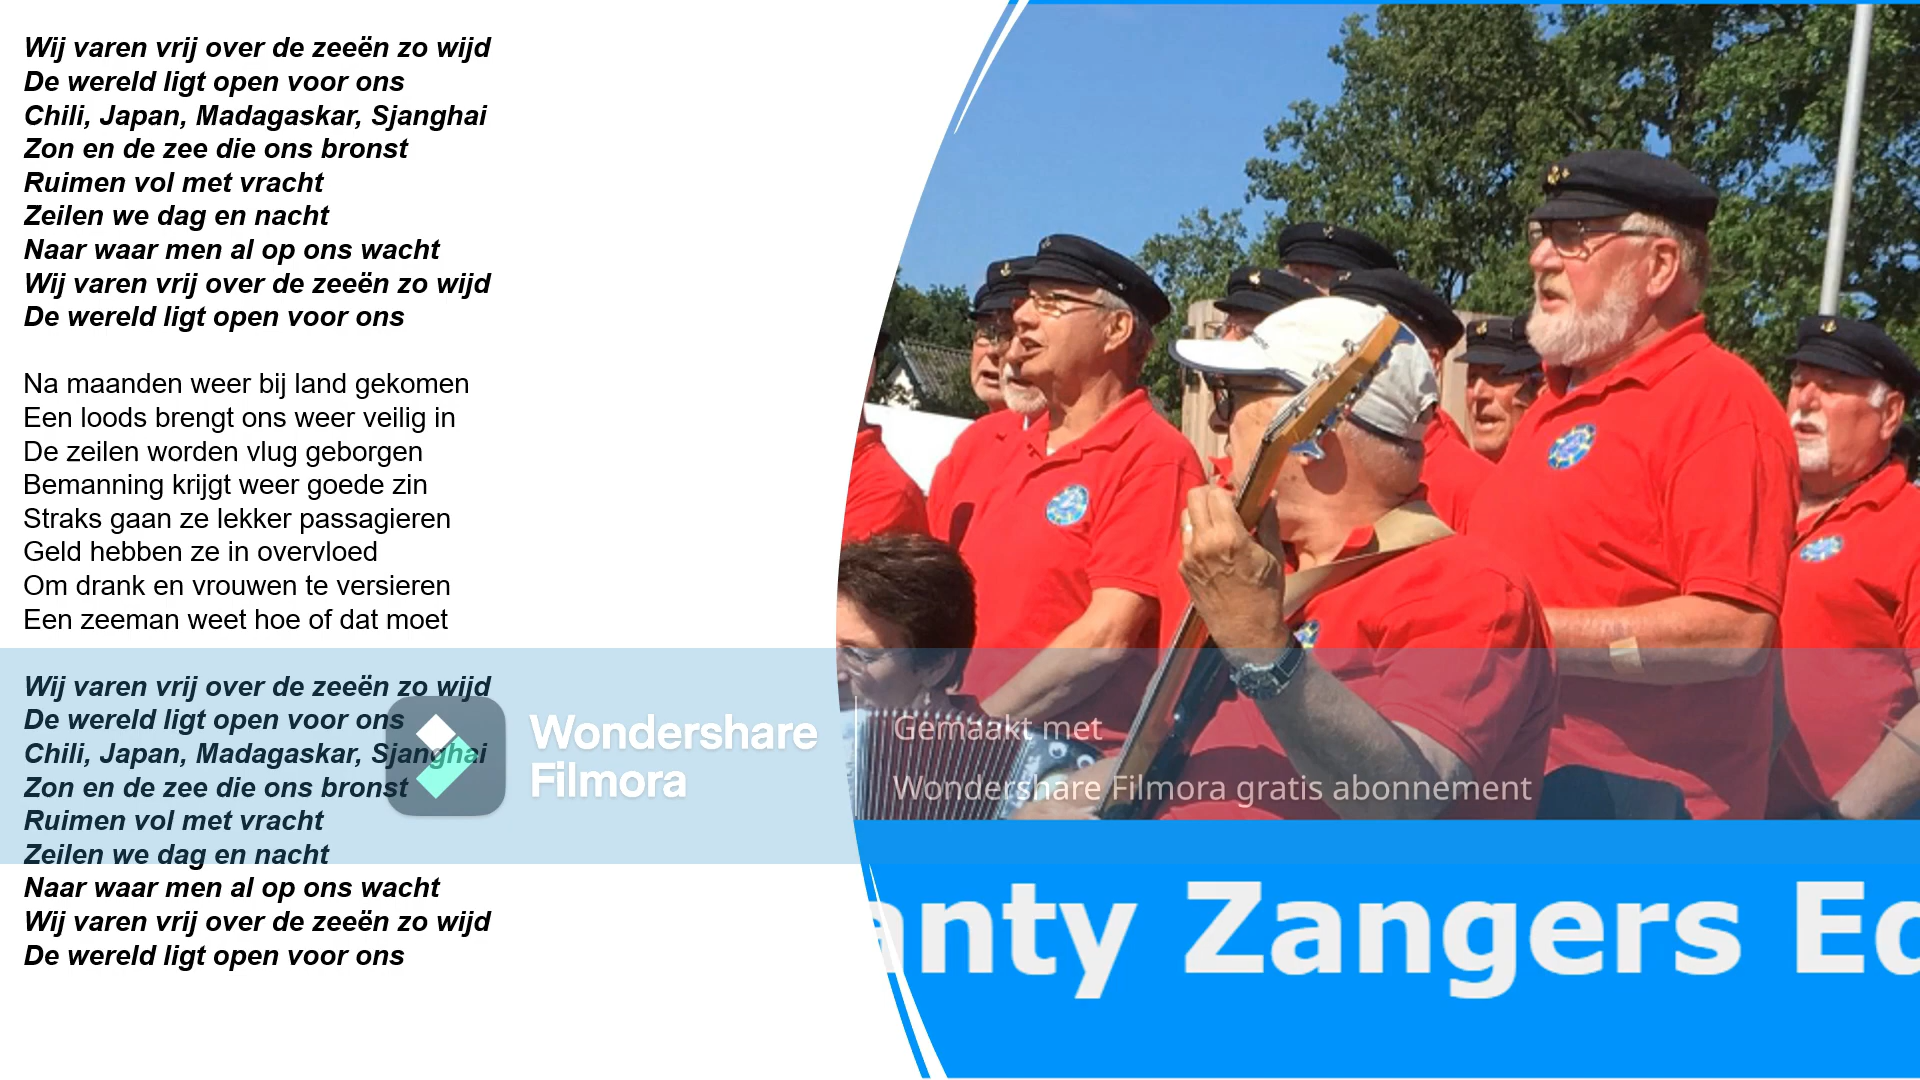 Wij varen vrij over de zeeën zo wijd
De wereld ligt open voor ons
Chili, Japan, Madagaskar, Sjanghai
Zon en de zee die ons bronst
Ruimen vol met vracht
Zeilen we dag en nacht
Naar waar men al op ons wacht
Wij varen vrij over de zeeën zo wijd
De wereld ligt open voor ons
Na maanden weer bij land gekomen
Een loods brengt ons weer veilig in
De zeilen worden vlug geborgen
Bemanning krijgt weer goede zin
Straks gaan ze lekker passagieren
Geld hebben ze in overvloed
Om drank en vrouwen te versieren
Een zeeman weet hoe of dat moet
Wij varen vrij over de zeeën zo wijd
De wereld ligt open voor ons
Chili, Japan, Madagaskar, Sjanghai
Zon en de zee die ons bronst
Ruimen vol met vracht
Zeilen we dag en nacht
Naar waar men al op ons wacht
Wij varen vrij over de zeeën zo wijd
De wereld ligt open voor ons
Wondershare
Filmora
Gemaakt met
Wondershare Filmora gratis abonnement
anty Zangers Ed